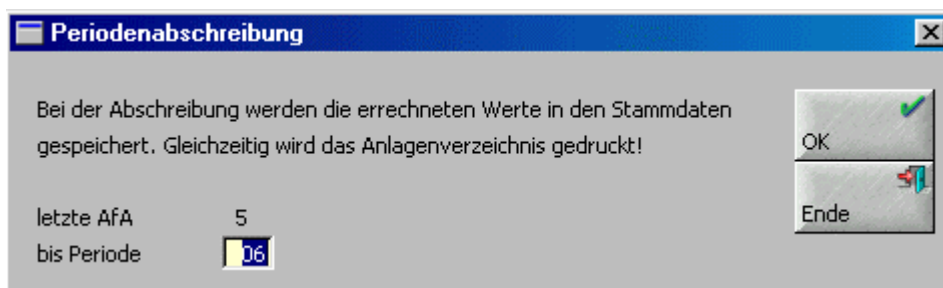 Periodenabschreibung
Bei der Abschreibung werden die errechneten Werte in den Stammdaten
gespeichert. Gleichzeitig wird das Anlagenverzeichnis gedruckt!
OK
Ende
letzte AfA 5
bis Periode 06